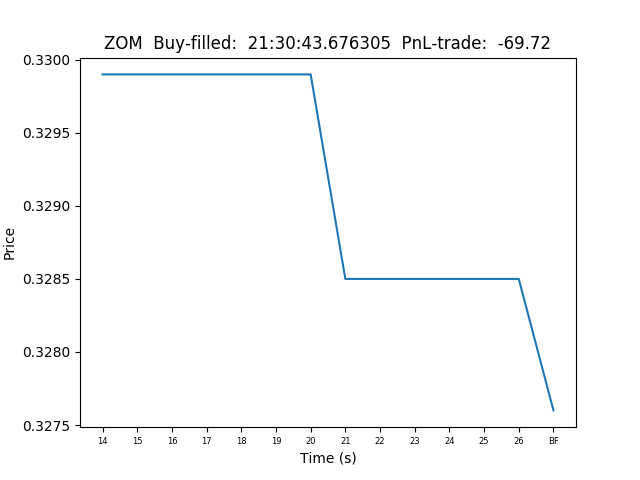 ZOM Buy-filled: 21:30:43.676305 PnL-trade: -69.72
0.3300
0.3295
0.3290
0.3285
0.3280
0.3275
Price
14 15 16 17 18 19 20 21 22 23 24 25 26 BF
Time (s)